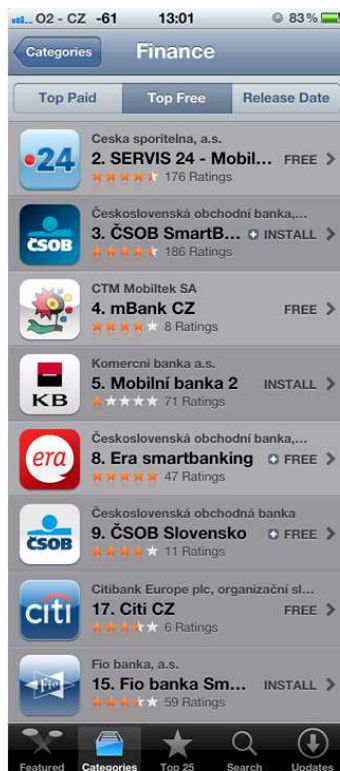 O2 - CZ -61 13:01 83%
Categories Finance
Top Paid Top Free Release Date
Ceska sporitelna, a.s.
24 2. SERVIS 24 - Mobil... FREE
176 Ratings
Československá obchodní banka,...
ČSOB 3. ČSOB SmartB... INSTALL
186 Ratings
CTM Mobiltek SA
4. mBank CZ FREE
8 Ratings
Komercni banka a.s.
KB 5. Mobilní banka 2 INSTALL
71 Ratings
Československá obchodní banka,...
era 8. Era smartbanking FREE
47 Ratings
Československá obchodná banka
ČSOB 9. ČSOB Slovensko FREE
11 Ratings
Citibank Europe plc, organizační sl...
citi 17. Citi CZ FREE
6 Ratings
Fio banka, a.s.
Fio 15. Fio banka Sm... INSTALL
59 Ratings
Featured Categories Top 25 Search Updates